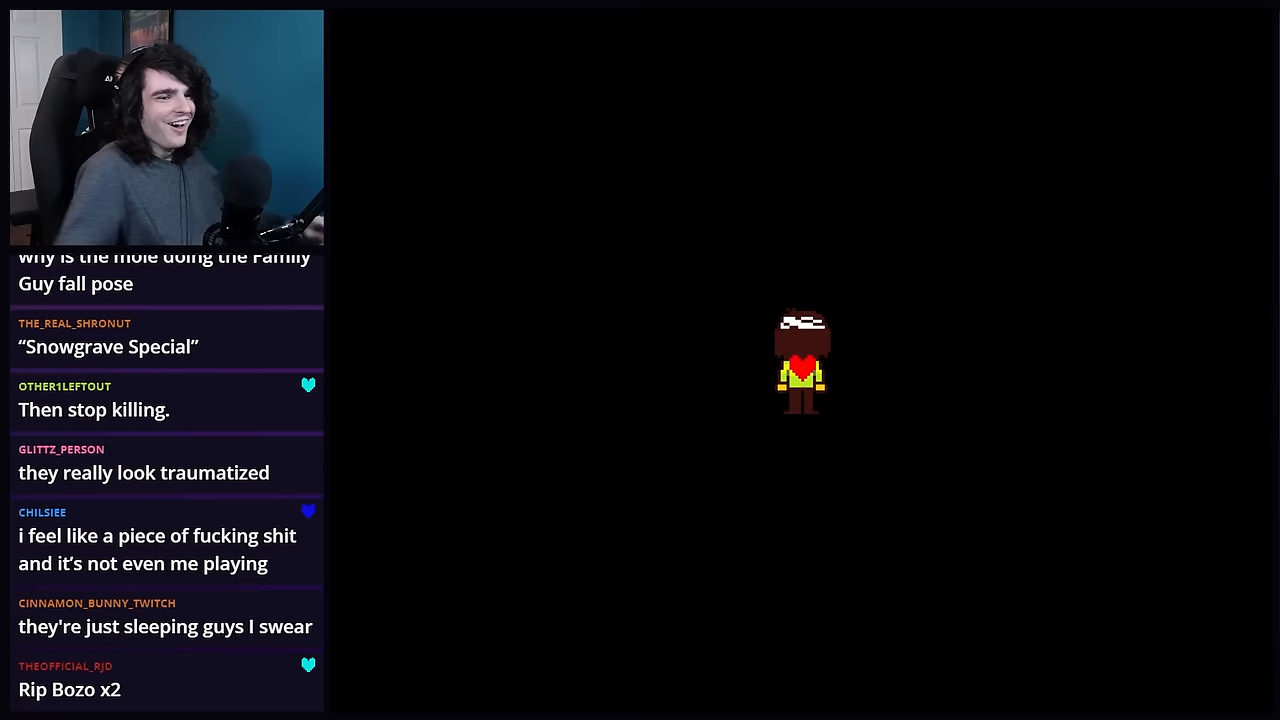 why is the mole doing the Family
Guy fall pose
THE_REAL_SHRONUT
“Snowgrave Special”
OTHER1LEFTOUT
Then stop killing.
GLITTZ_PERSON
they really look traumatized
CHILSIEE
i feel like a piece of fucking shit
and it’s not even me playing
CINNAMON_BUNNY_TWITCH
they're just sleeping guys I swear
THEOFFICIAL_RJD
Rip Bozo x2